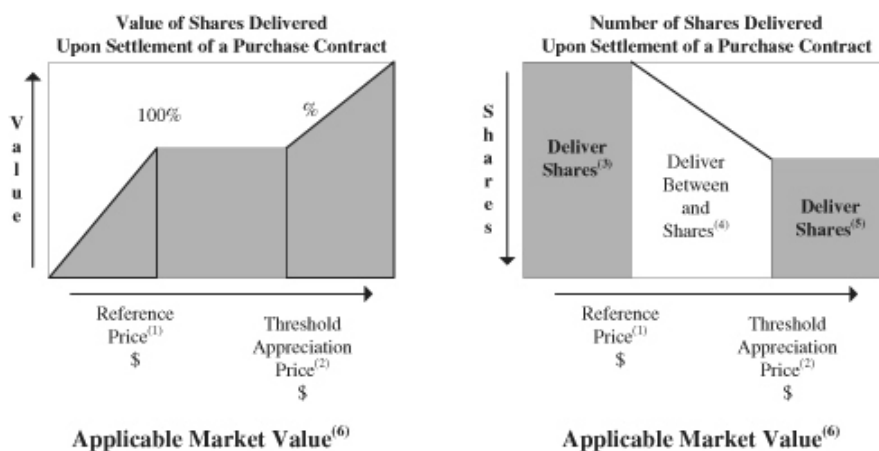 Value of Shares Delivered
Upon Settlement of a Purchase Contract
Value
100%
%
Reference
Price(1)
$
Threshold
Appreciation
Price(2)
$
Applicable Market Value(6)
Number of Shares Delivered
Upon Settlement of a Purchase Contract
Shares
Deliver
Shares(3)
Deliver
Between
and
Shares(4)
Deliver
Shares(5)
Reference
Price(1)
$
Threshold
Appreciation
Price(2)
$
Applicable Market Value(6)